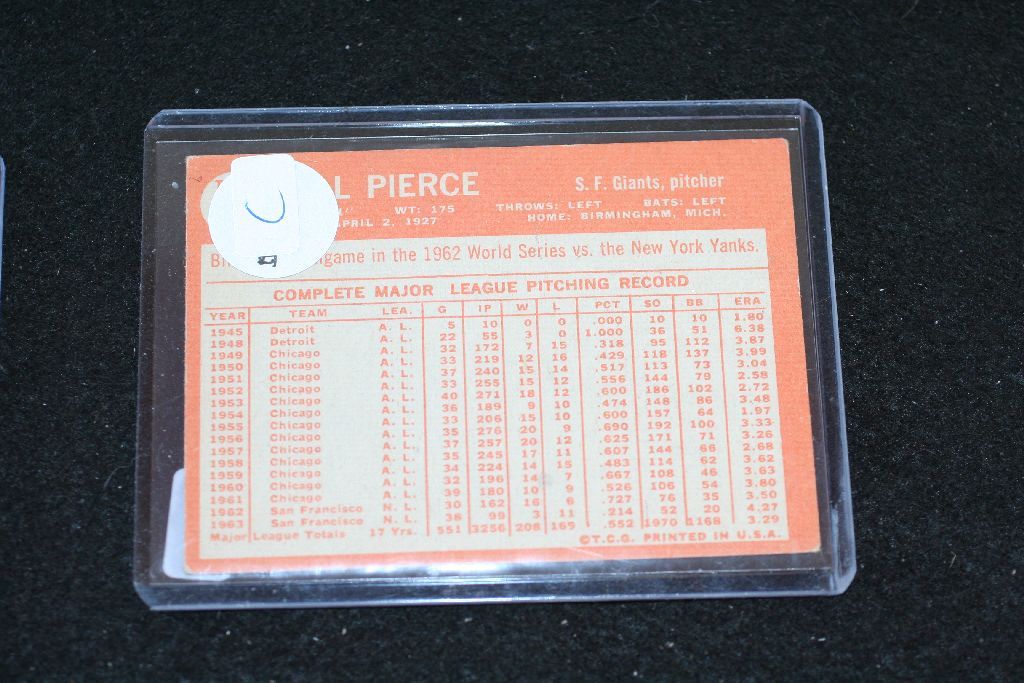 L PIERCE
S. F. Giants, pitcher
WT: 175 THROWS: LEFT BATS: LEFT
APRIL 2, 1927 HOME: BIRMINGHAM, MICH.
game in the 1962 World Series vs. the New York Yanks.
COMPLETE MAJOR LEAGUE PITCHING RECORD
YEAR TEAM LEA. G IP W L PCT SO BB ERA
1945 Detroit A. L. 5 10 0 0 .000 10 10 1.80
1948 Detroit A. L. 22 55 3 0 1.000 36 51 6.38
1949 Chicago A. L. 32 172 7 15 .318 95 112 3.87
1950 Chicago A. L. 33 219 12 16 .429 118 137 3.99
1951 Chicago A. L. 37 240 15 14 .517 113 73 3.04
1952 Chicago A. L. 33 255 15 12 .556 144 79 2.58
1953 Chicago A. L. 40 271 18 12 .600 186 102 2.72
1954 Chicago A. L. 36 189 9 10 .474 148 86 3.48
1955 Chicago A. L. 33 206 15 10 .600 157 64 1.97
1956 Chicago A. L. 35 276 20 9 .690 192 100 3.33
1957 Chicago A. L. 37 257 20 12 .625 171 71 3.26
1958 Chicago A. L. 35 245 17 11 .607 144 66 2.68
1959 Chicago A. L. 34 224 14 15 .483 114 62 3.62
1960 Chicago A. L. 32 196 14 7 .667 108 46 3.63
1961 Chicago A. L. 39 180 10 9 .526 106 54 3.80
1962 San Francisco N. L. 30 162 16 6 .727 76 35 3.50
1963 San Francisco N. L. 38 99 3 11 .214 52 20 4.27
Major League Totals 17 Yrs. 551 3256 208 169 .552 1970 1168 3.29
©T.C.G. PRINTED IN U.S.A.